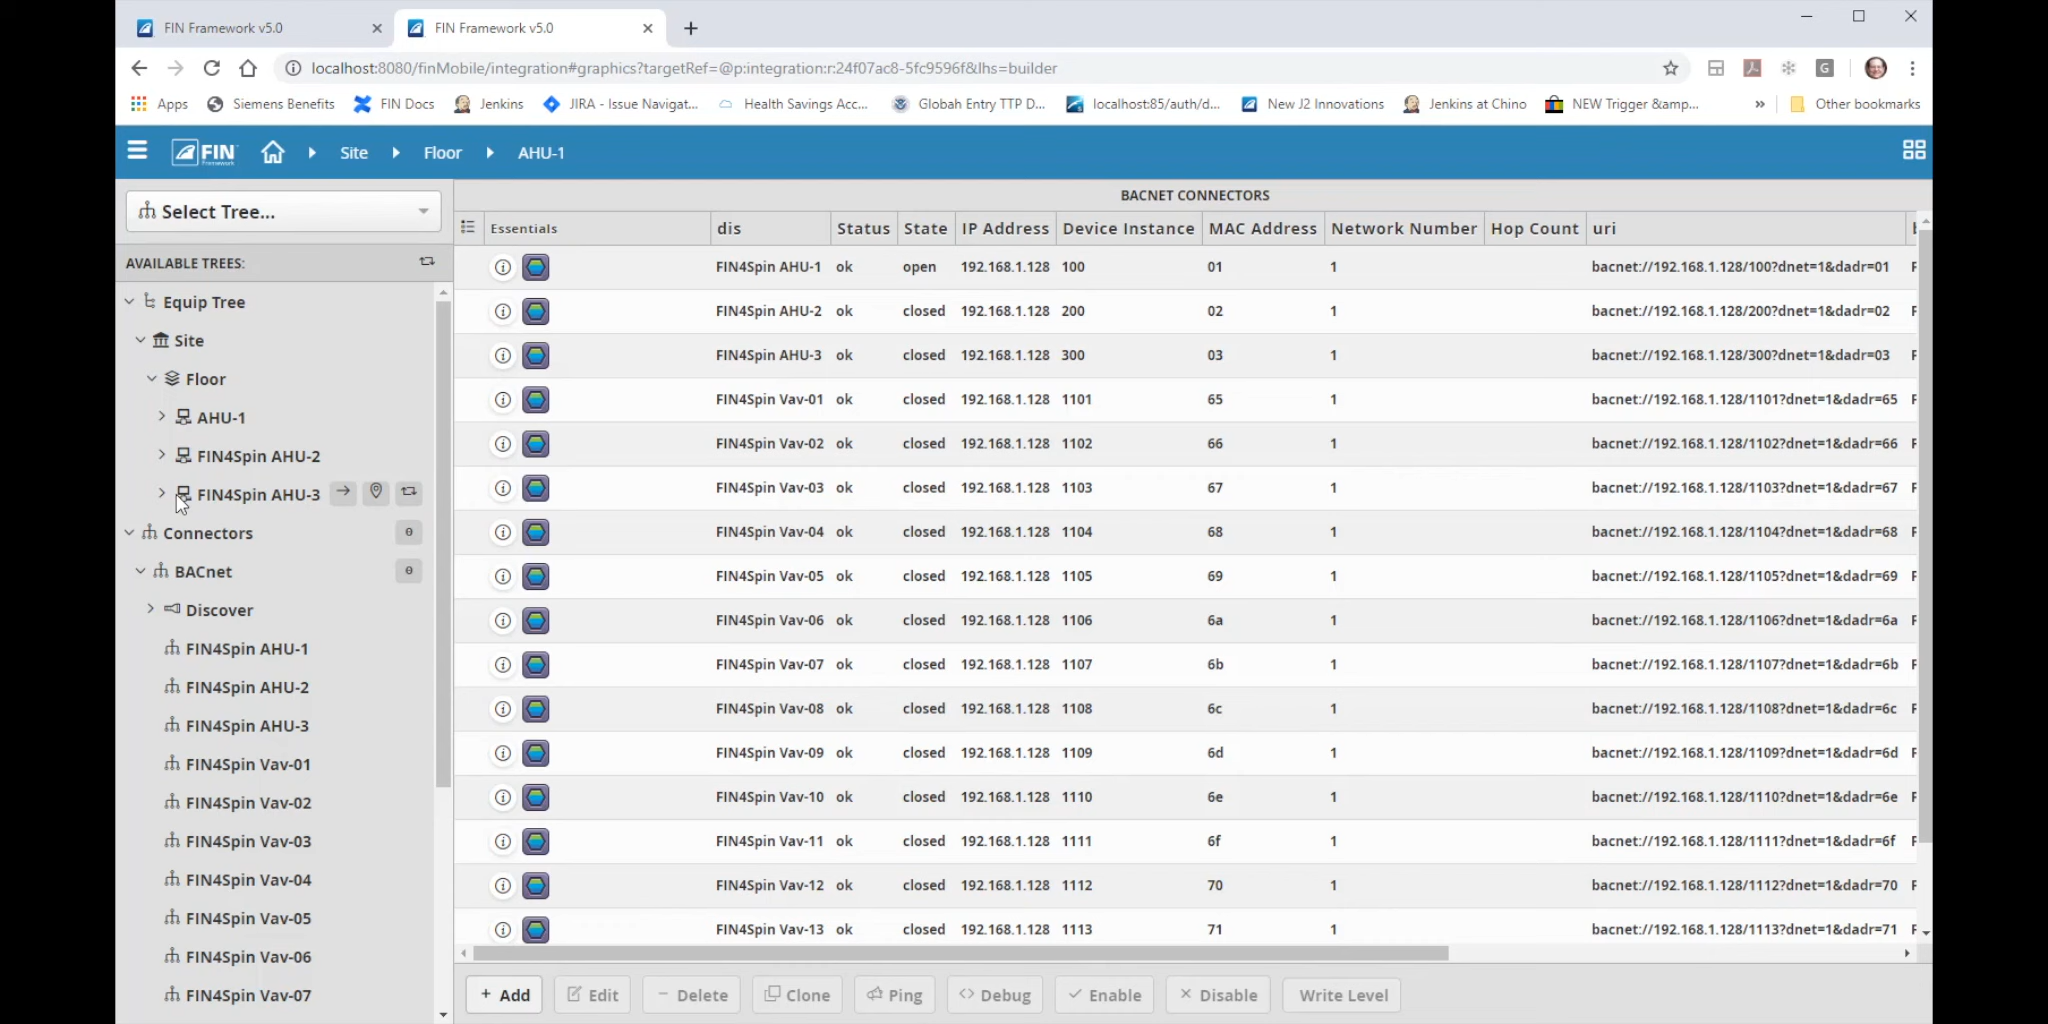 FIN Framework v5.0
FIN Framework v5.0
localhost:8080/finMobile/integration#graphics?targetRef=@p:integration:r:24f07ac8-5fc9596f&lhs=builder
Apps Siemens Benefits FIN Docs Jenkins JIRA - Issue Navigat... Health Savings Acc... Globah Entry TTP D... localhost:85/auth/d... New J2 Innovations Jenkins at Chino NEW Trigger &amp... » Other bookmarks
FIN Framework Site Floor AHU-1
Select Tree...
AVAILABLE TREES:
Equip Tree
Site
Floor
AHU-1
FIN4Spin AHU-2
FIN4Spin AHU-3
Connectors 0
BACnet 0
Discover
FIN4Spin AHU-1
FIN4Spin AHU-2
FIN4Spin AHU-3
FIN4Spin Vav-01
FIN4Spin Vav-02
FIN4Spin Vav-03
FIN4Spin Vav-04
FIN4Spin Vav-05
FIN4Spin Vav-06
FIN4Spin Vav-07
BACNET CONNECTORS
Essentials dis Status State IP Address Device Instance MAC Address Network Number Hop Count uri
FIN4Spin AHU-1 ok open 192.168.1.128 100 01 1 bacnet://192.168.1.128/100?dnet=1&dadr=01
FIN4Spin AHU-2 ok closed 192.168.1.128 200 02 1 bacnet://192.168.1.128/200?dnet=1&dadr=02
FIN4Spin AHU-3 ok closed 192.168.1.128 300 03 1 bacnet://192.168.1.128/300?dnet=1&dadr=03
FIN4Spin Vav-01 ok closed 192.168.1.128 1101 65 1 bacnet://192.168.1.128/1101?dnet=1&dadr=65
FIN4Spin Vav-02 ok closed 192.168.1.128 1102 66 1 bacnet://192.168.1.128/1102?dnet=1&dadr=66
FIN4Spin Vav-03 ok closed 192.168.1.128 1103 67 1 bacnet://192.168.1.128/1103?dnet=1&dadr=67
FIN4Spin Vav-04 ok closed 192.168.1.128 1104 68 1 bacnet://192.168.1.128/1104?dnet=1&dadr=68
FIN4Spin Vav-05 ok closed 192.168.1.128 1105 69 1 bacnet://192.168.1.128/1105?dnet=1&dadr=69
FIN4Spin Vav-06 ok closed 192.168.1.128 1106 6a 1 bacnet://192.168.1.128/1106?dnet=1&dadr=6a
FIN4Spin Vav-07 ok closed 192.168.1.128 1107 6b 1 bacnet://192.168.1.128/1107?dnet=1&dadr=6b
FIN4Spin Vav-08 ok closed 192.168.1.128 1108 6c 1 bacnet://192.168.1.128/1108?dnet=1&dadr=6c
FIN4Spin Vav-09 ok closed 192.168.1.128 1109 6d 1 bacnet://192.168.1.128/1109?dnet=1&dadr=6d
FIN4Spin Vav-10 ok closed 192.168.1.128 1110 6e 1 bacnet://192.168.1.128/1110?dnet=1&dadr=6e
FIN4Spin Vav-11 ok closed 192.168.1.128 1111 6f 1 bacnet://192.168.1.128/1111?dnet=1&dadr=6f
FIN4Spin Vav-12 ok closed 192.168.1.128 1112 70 1 bacnet://192.168.1.128/1112?dnet=1&dadr=70
FIN4Spin Vav-13 ok closed 192.168.1.128 1113 71 1 bacnet://192.168.1.128/1113?dnet=1&dadr=71
+ Add Edit − Delete Clone Ping <> Debug Enable Disable Write Level